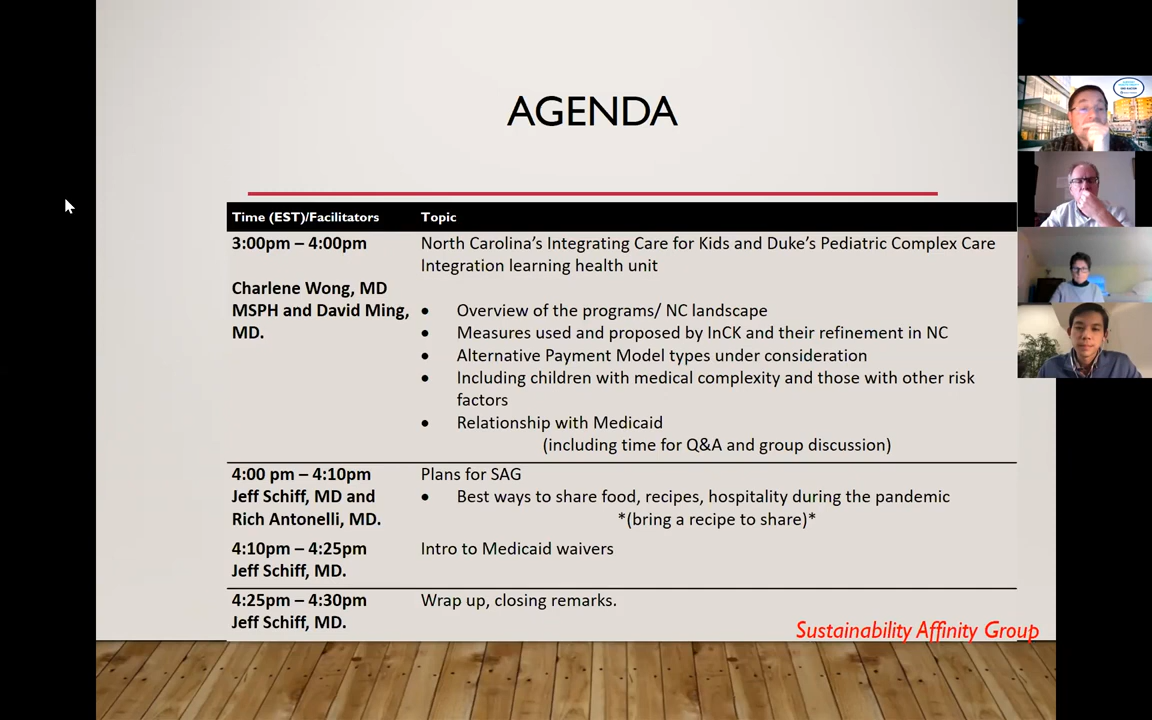 AGENDA
Time (EST)/Facilitators Topic
3:00pm – 4:00pm North Carolina's Integrating Care for Kids and Duke's Pediatric Complex Care
Integration learning health unit
Charlene Wong, MD
MSPH and David Ming, • Overview of the programs/ NC landscape
MD. • Measures used and proposed by InCK and their refinement in NC
• Alternative Payment Model types under consideration
• Including children with medical complexity and those with other risk
factors
• Relationship with Medicaid
(including time for Q&A and group discussion)
4:00 pm – 4:10pm Plans for SAG
Jeff Schiff, MD and • Best ways to share food, recipes, hospitality during the pandemic
Rich Antonelli, MD. *(bring a recipe to share)*
4:10pm – 4:25pm Intro to Medicaid waivers
Jeff Schiff, MD.
4:25pm – 4:30pm Wrap up, closing remarks.
Jeff Schiff, MD.
Sustainability Affinity Group